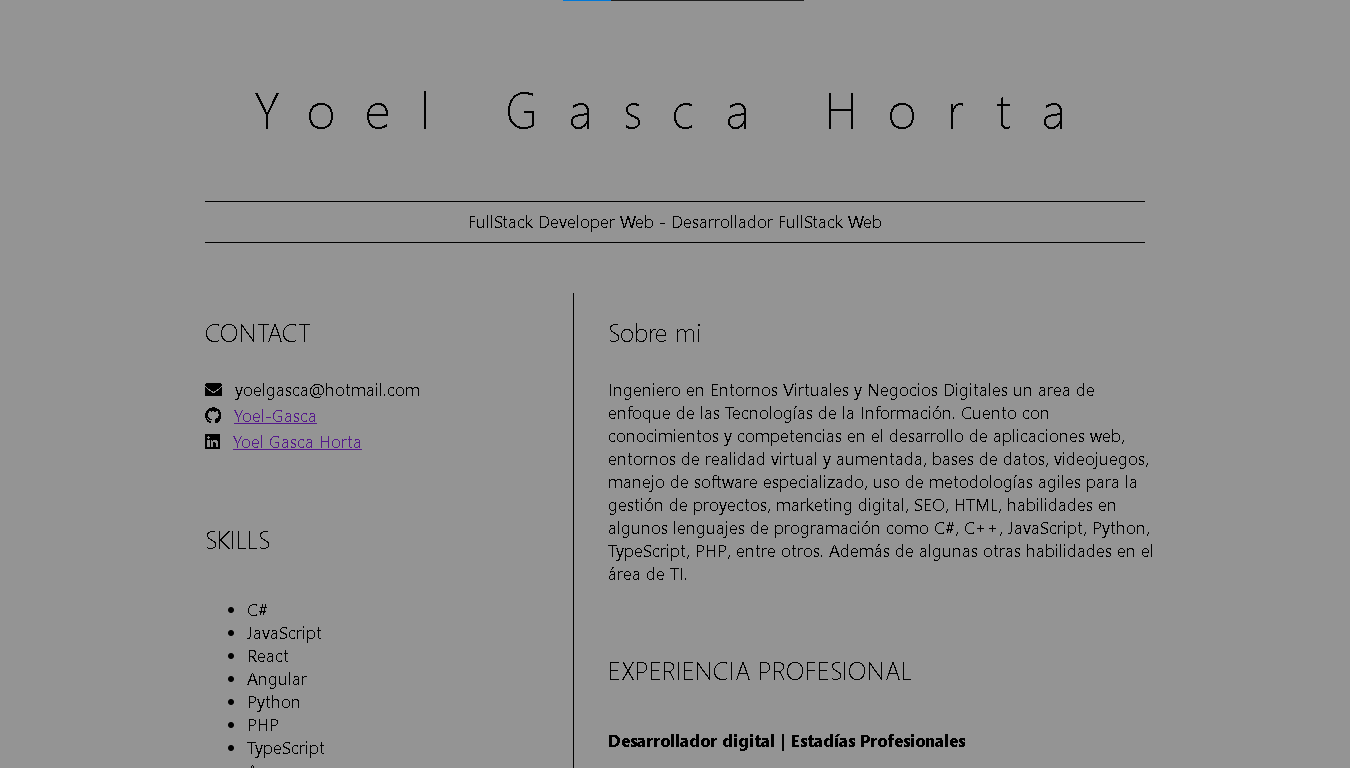 Yoel Gasca Horta
FullStack Developer Web - Desarrollador FullStack Web
CONTACT
yoelgasca@hotmail.com
Yoel-Gasca
Yoel Gasca Horta
SKILLS
C#
JavaScript
React
Angular
Python
PHP
TypeScript
Sobre mi
Ingeniero en Entornos Virtuales y Negocios Digitales un area de
enfoque de las Tecnologías de la Información. Cuento con
conocimientos y competencias en el desarrollo de aplicaciones web,
entornos de realidad virtual y aumentada, bases de datos, videojuegos,
manejo de software especializado, uso de metodologías agiles para la
gestión de proyectos, marketing digital, SEO, HTML, habilidades en
algunos lenguajes de programación como C#, C++, JavaScript, Python,
TypeScript, PHP, entre otros. Además de algunas otras habilidades en el
área de TI.
EXPERIENCIA PROFESIONAL
Desarrollador digital | Estadías Profesionales